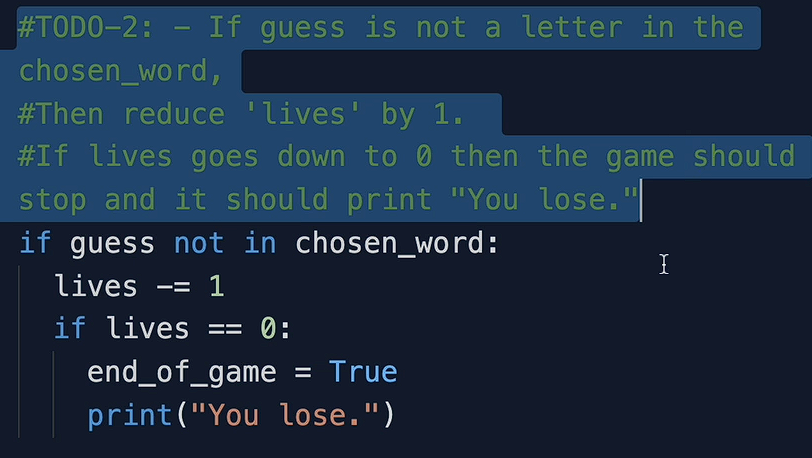 #TODO-2: - If guess is not a letter in the
chosen_word,
#Then reduce 'lives' by 1.
#If lives goes down to 0 then the game should
stop and it should print "You lose."
if guess not in chosen_word:
  lives -= 1
  if lives == 0:
    end_of_game = True
    print("You lose.")